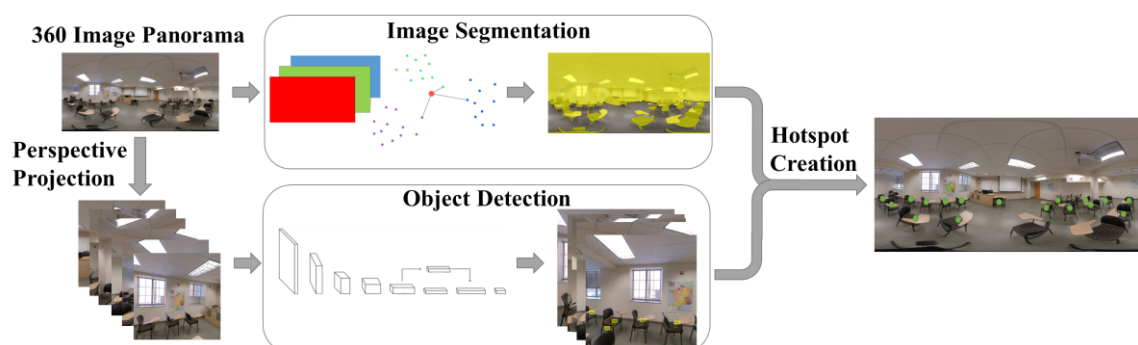 360 Image Panorama
Image Segmentation
Perspective
Projection
Object Detection
Hotspot
Creation